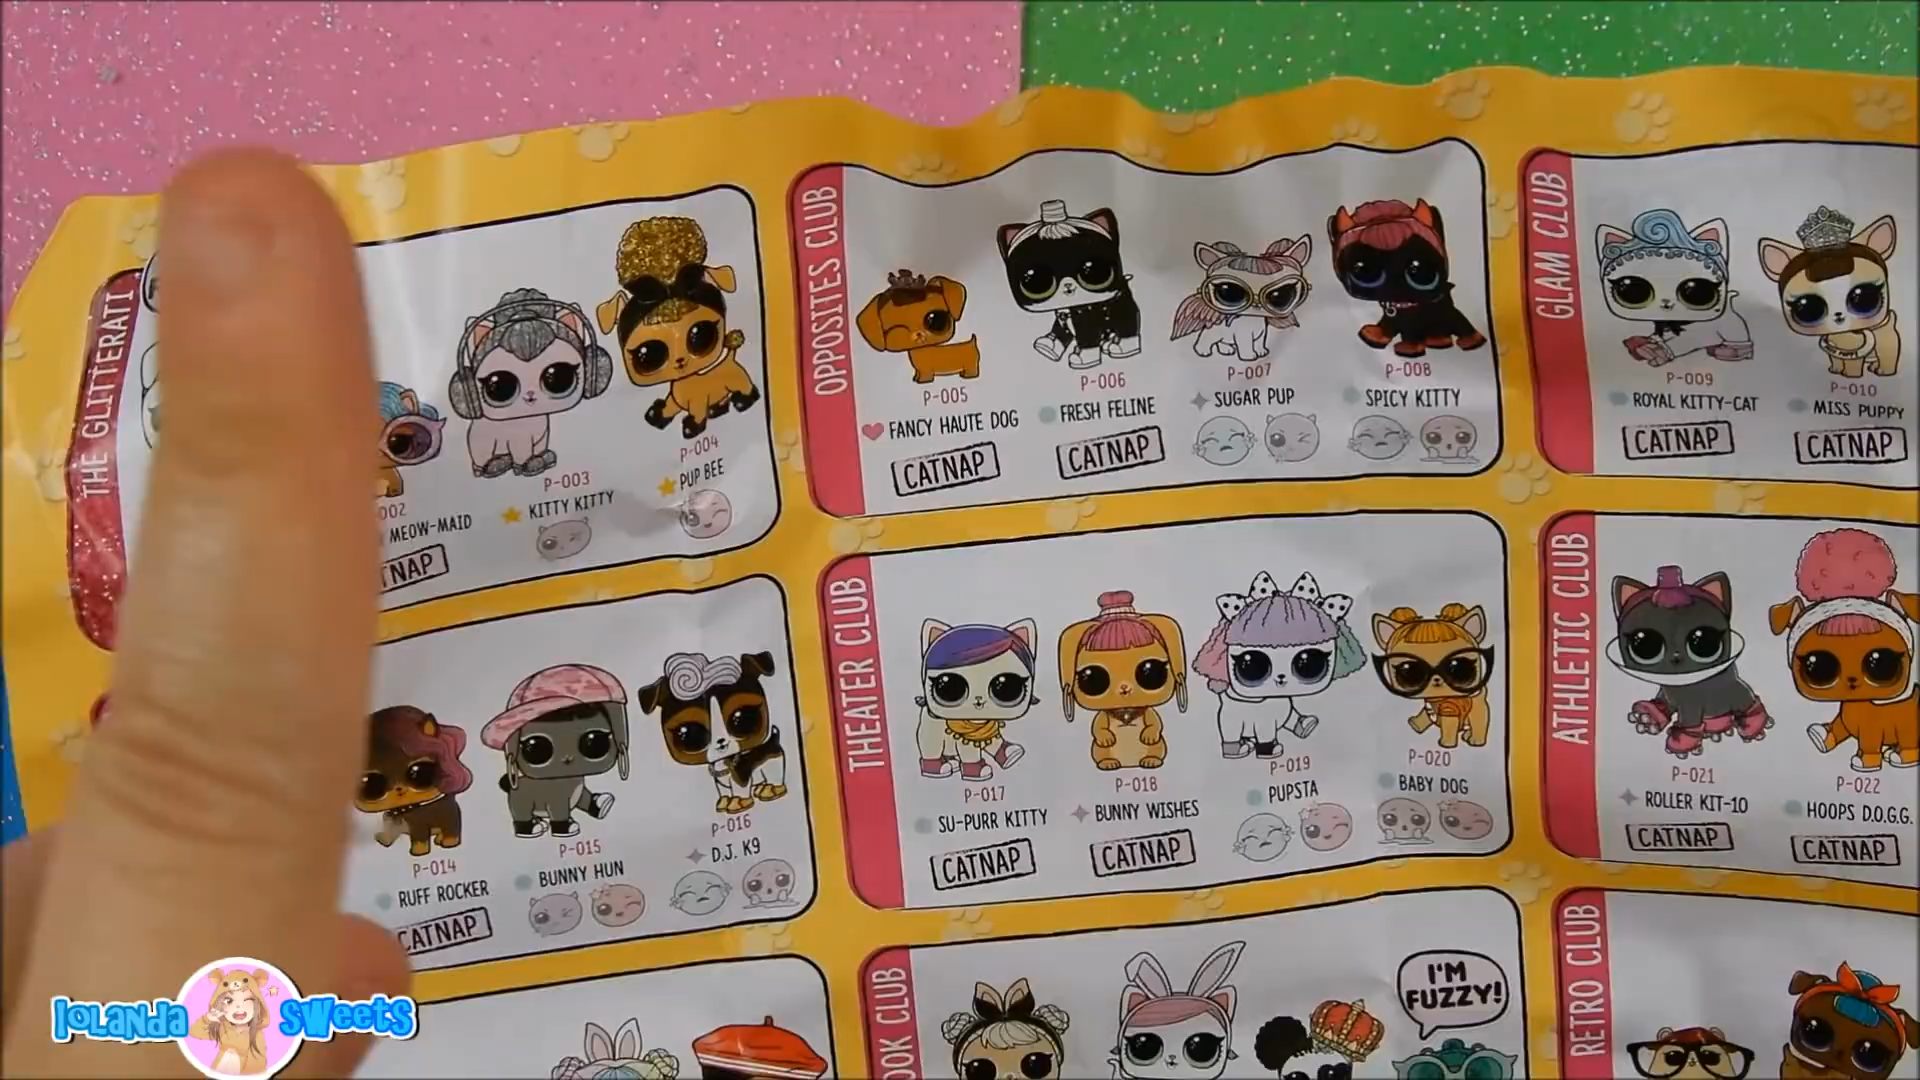 THE GLITTERATI
002
MEOW-MAID
P-003
KITTY KITTY
P-004
PUP BEE
OPPOSITES CLUB
P-005
FANCY HAUTE DOG
CATNAP
P-006
FRESH FELINE
CATNAP
P-007
SUGAR PUP
P-008
SPICY KITTY
GLAM CLUB
P-009
ROYAL KITTY-CAT
CATNAP
P-010
MISS PUPPY
CATNAP
P-014
RUFF ROCKER
CATNAP
P-015
BUNNY HUN
P-016
D.J. K9
THEATER CLUB
P-017
SU-PURR KITTY
CATNAP
P-018
BUNNY WISHES
CATNAP
P-019
PUPSTA
P-020
BABY DOG
ATHLETIC CLUB
P-021
ROLLER KIT-10
CATNAP
P-022
HOOPS D.O.G.G.
CATNAP
CLUB
I'M
FUZZY!
RETRO CLUB
Iolanda Sweets